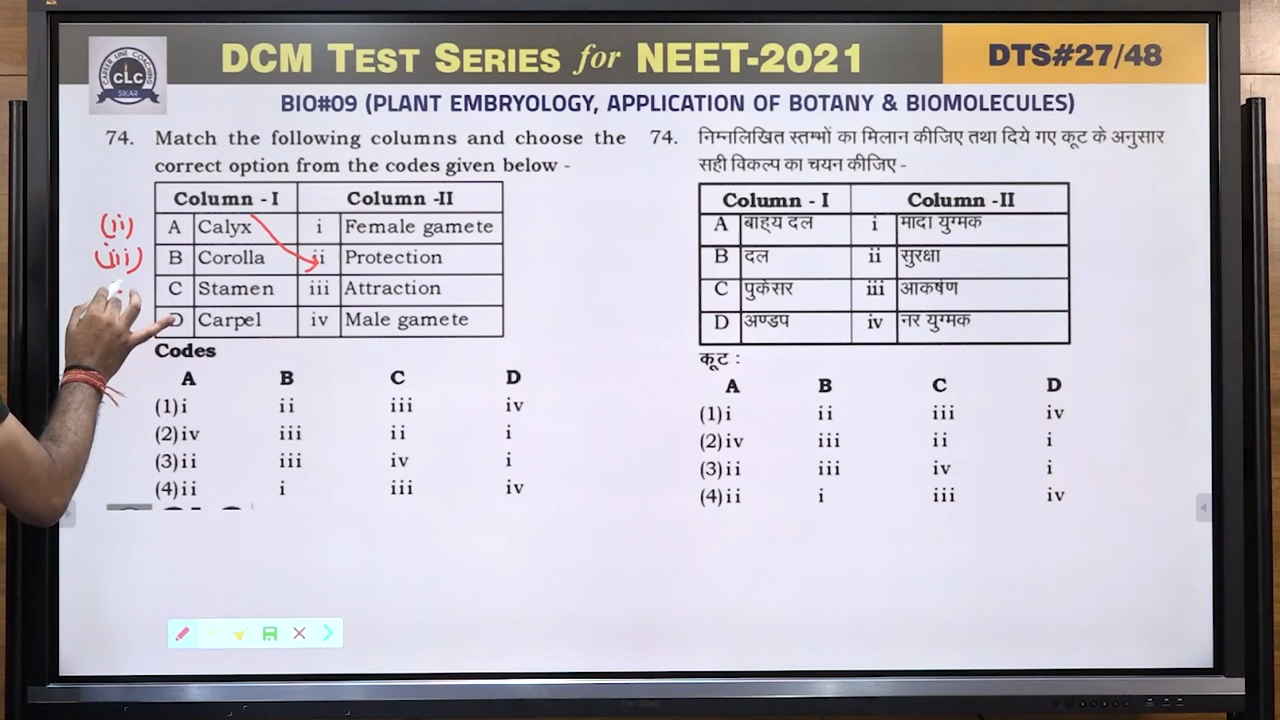 CAREER LINE COACHING
CLC
SIKAR
DCM TEST SERIES for NEET-2021
DTS#27/48
BIO#09 (PLANT EMBRYOLOGY, APPLICATION OF BOTANY & BIOMOLECULES)
74. Match the following columns and choose the
correct option from the codes given below -
Column - I Column -II
(ii) A Calyx i Female gamete
(iii) B Corolla ii Protection
C Stamen iii Attraction
D Carpel iv Male gamete
Codes
A B C D
(1) i ii iii iv
(2) iv iii ii i
(3) ii iii iv i
(4) ii i iii iv
74. निम्नलिखित स्तम्भों का मिलान कीजिए तथा दिये गए कूट के अनुसार
सही विकल्प का चयन कीजिए -
Column - I Column -II
A बाह्य दल i मादा युग्मक
B दल ii सुरक्षा
C पुंकेसर iii आकर्षण
D अण्डप iv नर युग्मक
कूट :
A B C D
(1) i ii iii iv
(2) iv iii ii i
(3) ii iii iv i
(4) ii i iii iv